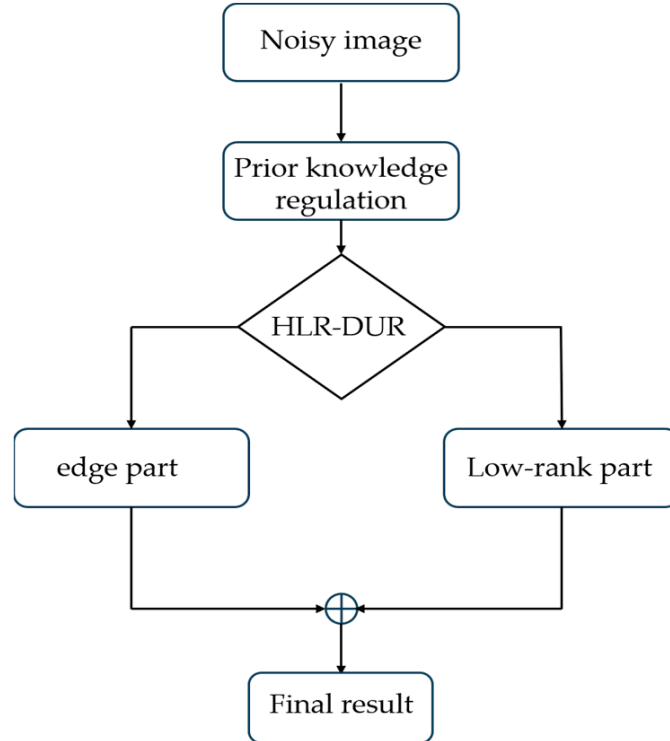 Noisy image
Prior knowledge
regulation
HLR-DUR
edge part
Low-rank part
Final result